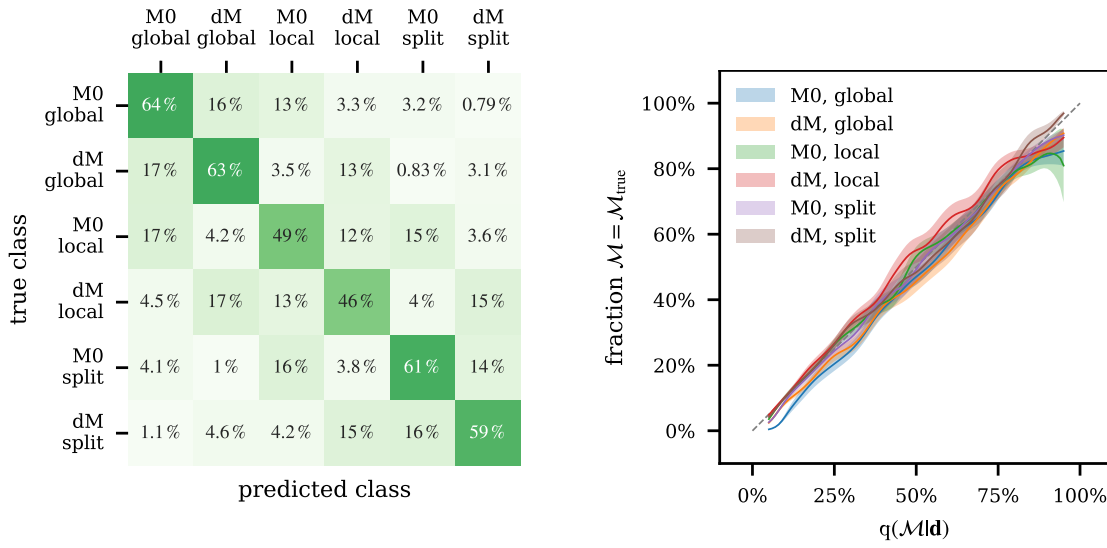 M0 global
dM global
M0 local
dM local
M0 split
dM split
true class
M0 global
64 % 16 % 13 % 3.3 % 3.2 % 0.79 %
dM global
17 % 63 % 3.5 % 13 % 0.83 % 3.1 %
M0 local
17 % 4.2 % 49 % 12 % 15 % 3.6 %
dM local
4.5 % 17 % 13 % 46 % 4 % 15 %
M0 split
4.1 % 1 % 16 % 3.8 % 61 % 14 %
dM split
1.1 % 4.6 % 4.2 % 15 % 16 % 59 %
predicted class
fraction ℳ = ℳtrue
100%
80%
60%
40%
20%
0%
M0, global
dM, global
M0, local
dM, local
M0, split
dM, split
0% 25% 50% 75% 100%
q(ℳ|d)